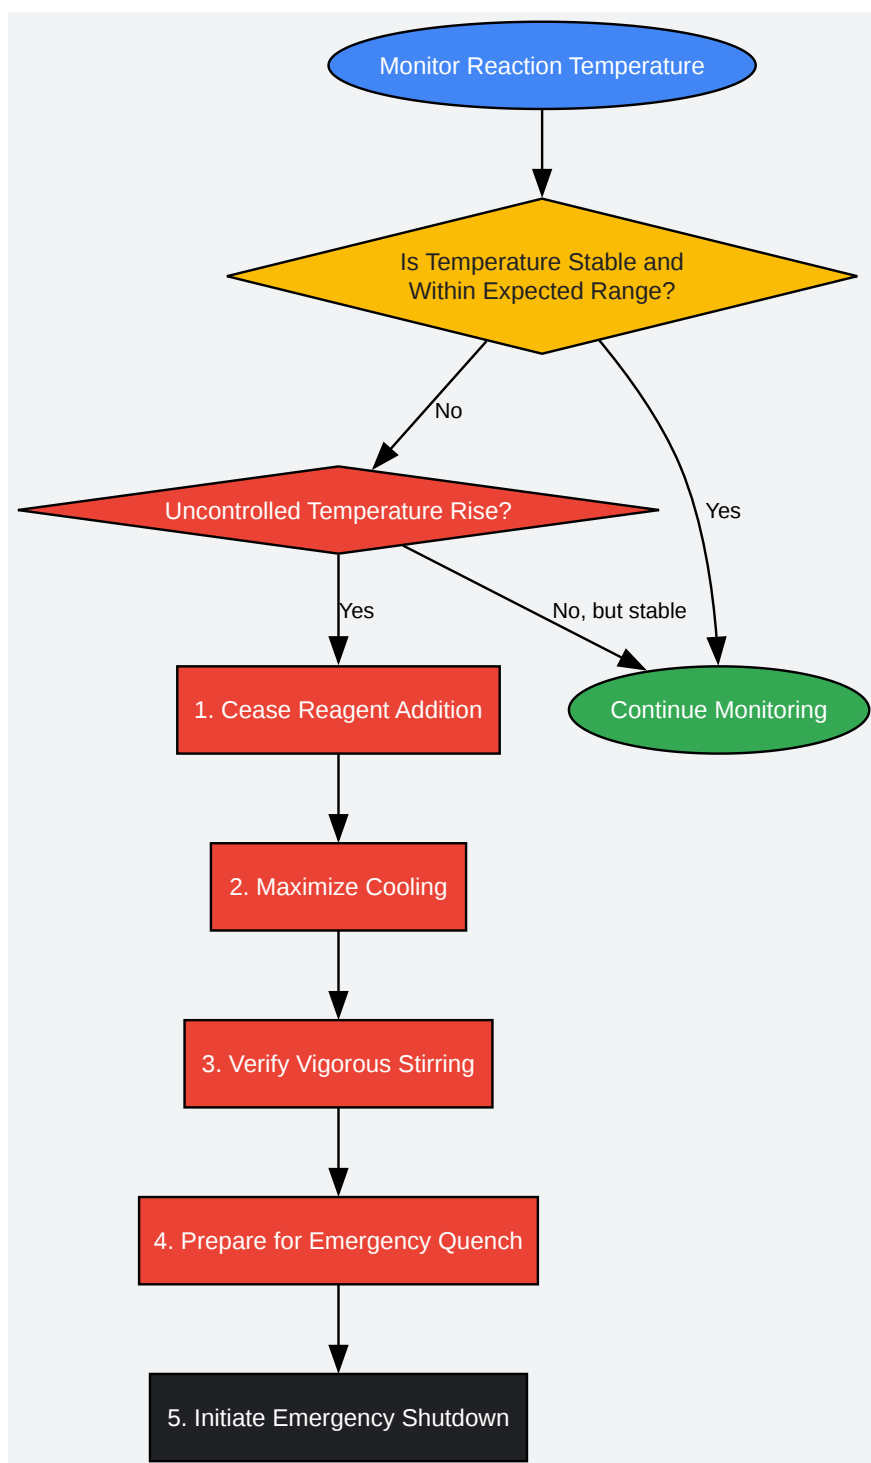 Monitor Reaction Temperature
Is Temperature Stable and
Within Expected Range?
No
Uncontrolled Temperature Rise?
Yes
Yes
No, but stable
1. Cease Reagent Addition
Continue Monitoring
2. Maximize Cooling
3. Verify Vigorous Stirring
4. Prepare for Emergency Quench
5. Initiate Emergency Shutdown